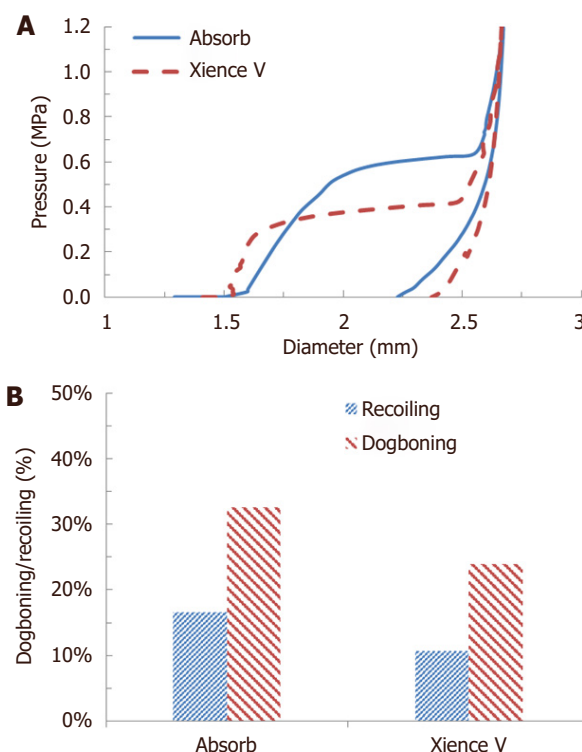 A
Absorb
Xience V
Pressure (MPa)
1.2
1.0
0.8
0.6
0.4
0.2
0.0
1 1.5 2 2.5 3
Diameter (mm)
B
Recoiling
Dogboning
Dogboning/recoiling (%)
50%
40%
30%
20%
10%
0%
Absorb Xience V